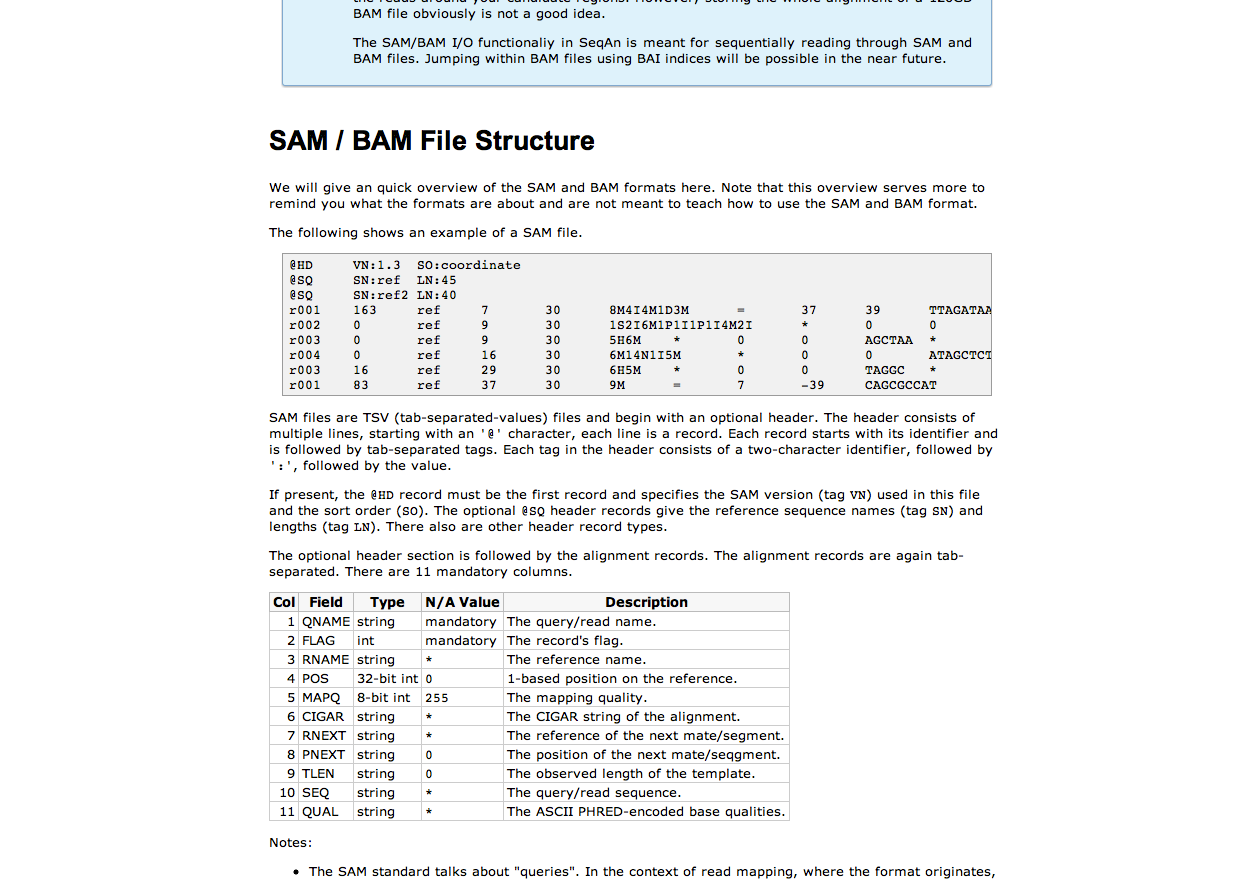 BAM file obviously is not a good idea.
The SAM/BAM I/O functionaliy in SeqAn is meant for sequentially reading through SAM and
BAM files. Jumping within BAM files using BAI indices will be possible in the near future.
SAM / BAM File Structure
We will give an quick overview of the SAM and BAM formats here. Note that this overview serves more to
remind you what the formats are about and are not meant to teach how to use the SAM and BAM format.
The following shows an example of a SAM file.
@HD VN:1.3 SO:coordinate
@SQ SN:ref LN:45
@SQ SN:ref2 LN:40
r001 163 ref 7 30 8M4I4M1D3M = 37 39 TTAGATAA
r002 0 ref 9 30 1S2I6M1P1I1P1I4M2I * 0 0
r003 0 ref 9 30 5H6M * 0 0 AGCTAA *
r004 0 ref 16 30 6M14N1I5M * 0 0 ATAGCTCT
r003 16 ref 29 30 6H5M * 0 0 TAGGC *
r001 83 ref 37 30 9M = 7 -39 CAGCGCCAT
SAM files are TSV (tab-separated-values) files and begin with an optional header. The header consists of
multiple lines, starting with an '@' character, each line is a record. Each record starts with its identifier and
is followed by tab-separated tags. Each tag in the header consists of a two-character identifier, followed by
':', followed by the value.
If present, the @HD record must be the first record and specifies the SAM version (tag VN) used in this file
and the sort order (SO). The optional @SQ header records give the reference sequence names (tag SN) and
lengths (tag LN). There also are other header record types.
The optional header section is followed by the alignment records. The alignment records are again tab-
separated. There are 11 mandatory columns.
Col Field Type N/A Value Description
1 QNAME string mandatory The query/read name.
2 FLAG int mandatory The record's flag.
3 RNAME string * The reference name.
4 POS 32-bit int 0 1-based position on the reference.
5 MAPQ 8-bit int 255 The mapping quality.
6 CIGAR string * The CIGAR string of the alignment.
7 RNEXT string * The reference of the next mate/segment.
8 PNEXT string 0 The position of the next mate/seqgment.
9 TLEN string 0 The observed length of the template.
10 SEQ string * The query/read sequence.
11 QUAL string * The ASCII PHRED-encoded base qualities.
Notes:
• The SAM standard talks about "queries". In the context of read mapping, where the format originates,